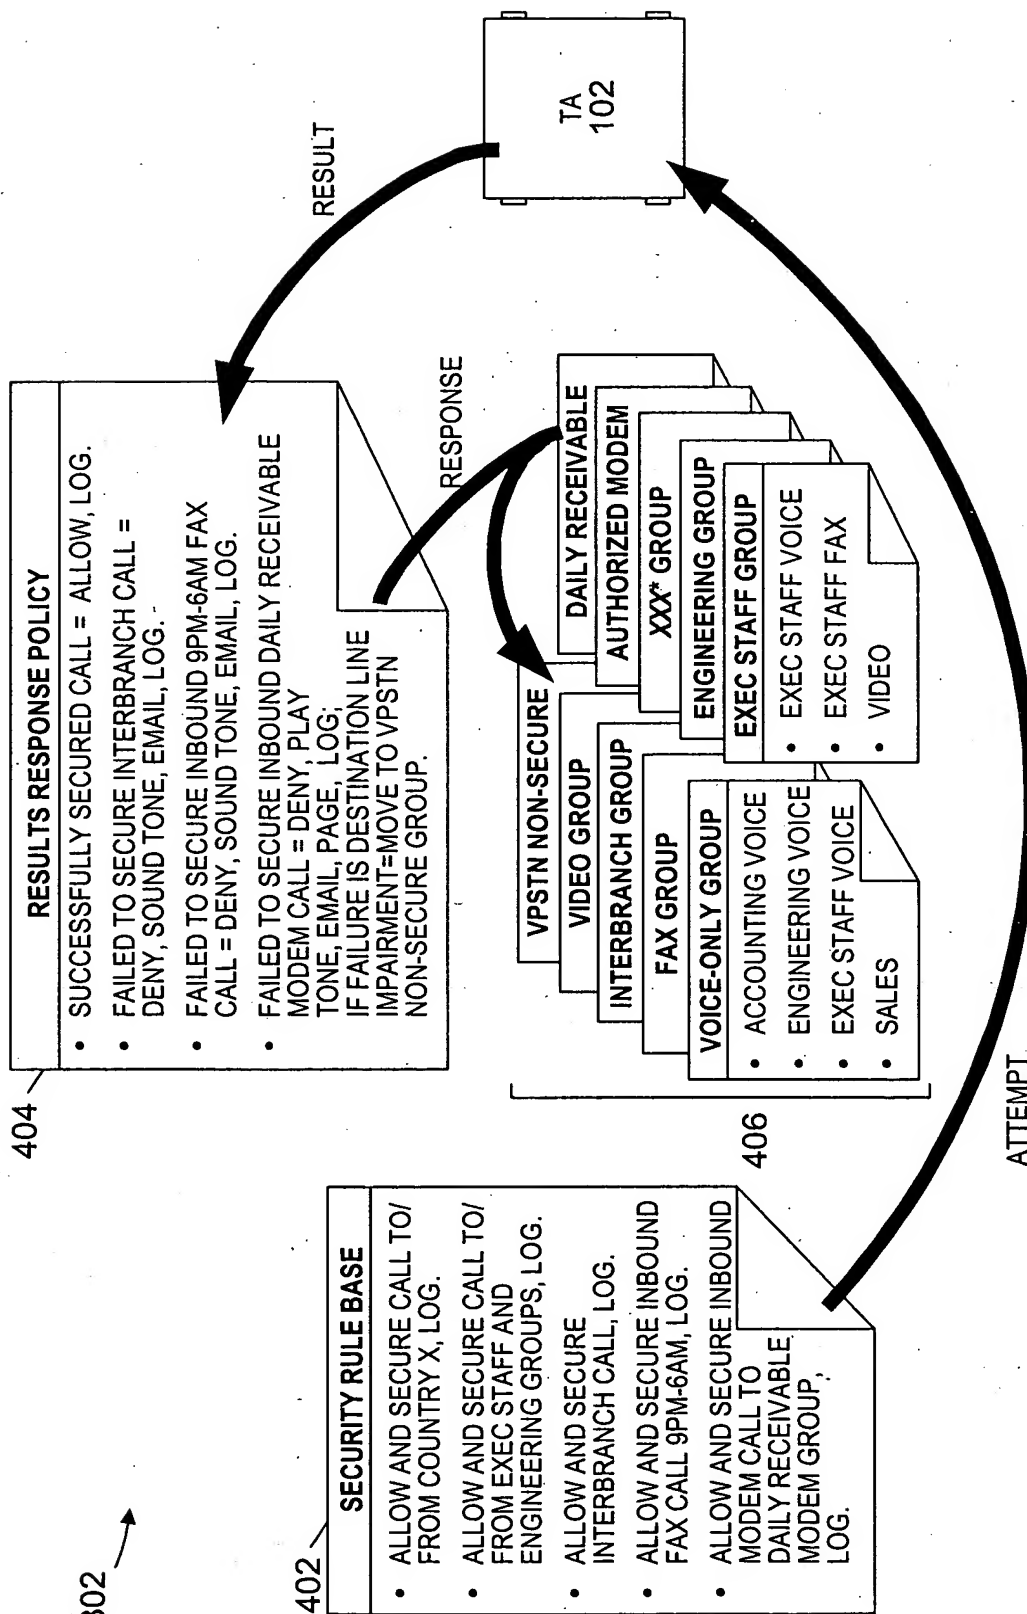 302
402
SECURITY RULE BASE
• ALLOW AND SECURE CALL TO/
FROM COUNTRY X, LOG.
• ALLOW AND SECURE CALL TO/
FROM EXEC STAFF AND
ENGINEERING GROUPS, LOG.
• ALLOW AND SECURE
INTERBRANCH CALL, LOG.
• ALLOW AND SECURE INBOUND
FAX CALL 9PM-6AM, LOG.
• ALLOW AND SECURE INBOUND
MODEM CALL TO
DAILY RECEIVABLE
MODEM GROUP,
LOG.
404
RESULTS RESPONSE POLICY
• SUCCESSFULLY SECURED CALL = ALLOW, LOG.
• FAILED TO SECURE INTERBRANCH CALL =
DENY, SOUND TONE, EMAIL, LOG.
• FAILED TO SECURE INBOUND 9PM-6AM FAX
CALL = DENY, SOUND TONE, EMAIL, LOG.
• FAILED TO SECURE INBOUND DAILY RECEIVABLE
MODEM CALL = DENY, PLAY
TONE, EMAIL, PAGE, LOG;
IF FAILURE IS DESTINATION LINE
IMPAIRMENT=MOVE TO VPSTN
NON-SECURE GROUP.
RESULT
RESPONSE
406
VPSTN NON-SECURE
VIDEO GROUP
INTERBRANCH GROUP
FAX GROUP
VOICE-ONLY GROUP
• ACCOUNTING VOICE
• ENGINEERING VOICE
• EXEC STAFF VOICE
• SALES
DAILY RECEIVABLE
AUTHORIZED MODEM
XXX* GROUP
ENGINEERING GROUP
EXEC STAFF GROUP
• EXEC STAFF VOICE
• EXEC STAFF FAX
• VIDEO
TA
102
ATTEMPT